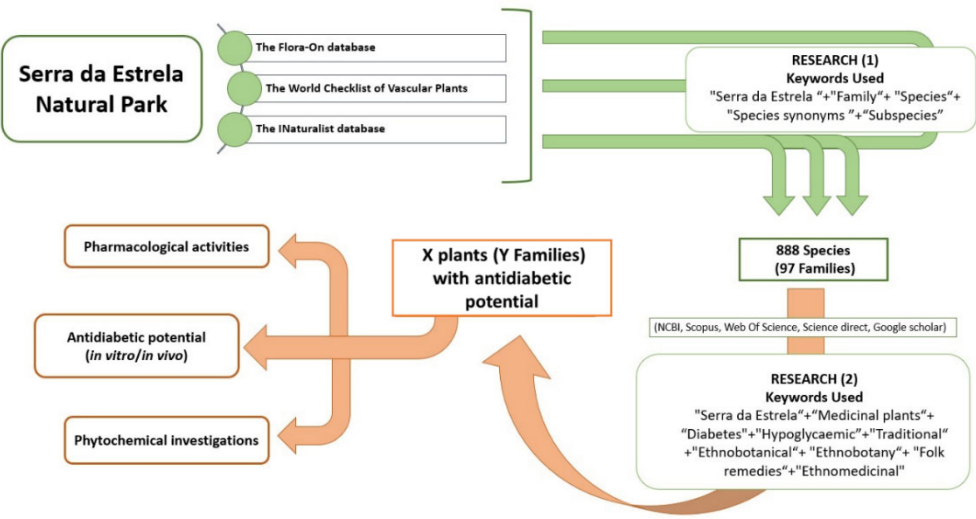 Serra da Estrela
Natural Park
The Flora-On database
The World Checklist of Vascular Plants
The INaturalist database
RESEARCH (1)
Keywords Used
"Serra da Estrela “+"Family“+ "Species“+
"Species synonyms ”+“Subspecies”
888 Species
(97 Families)
(NCBI, Scopus, Web Of Science, Science direct, Google scholar)
RESEARCH (2)
Keywords Used
"Serra da Estrela“+“Medicinal plants“+
“Diabetes"+"Hypoglycaemic”+"Traditional“
+"Ethnobotanical“+ "Ethnobotany“+ "Folk
remedies“+"Ethnomedicinal"
X plants (Y Families)
with antidiabetic
potential
Pharmacological activities
Antidiabetic potential
(in vitro/in vivo)
Phytochemical investigations